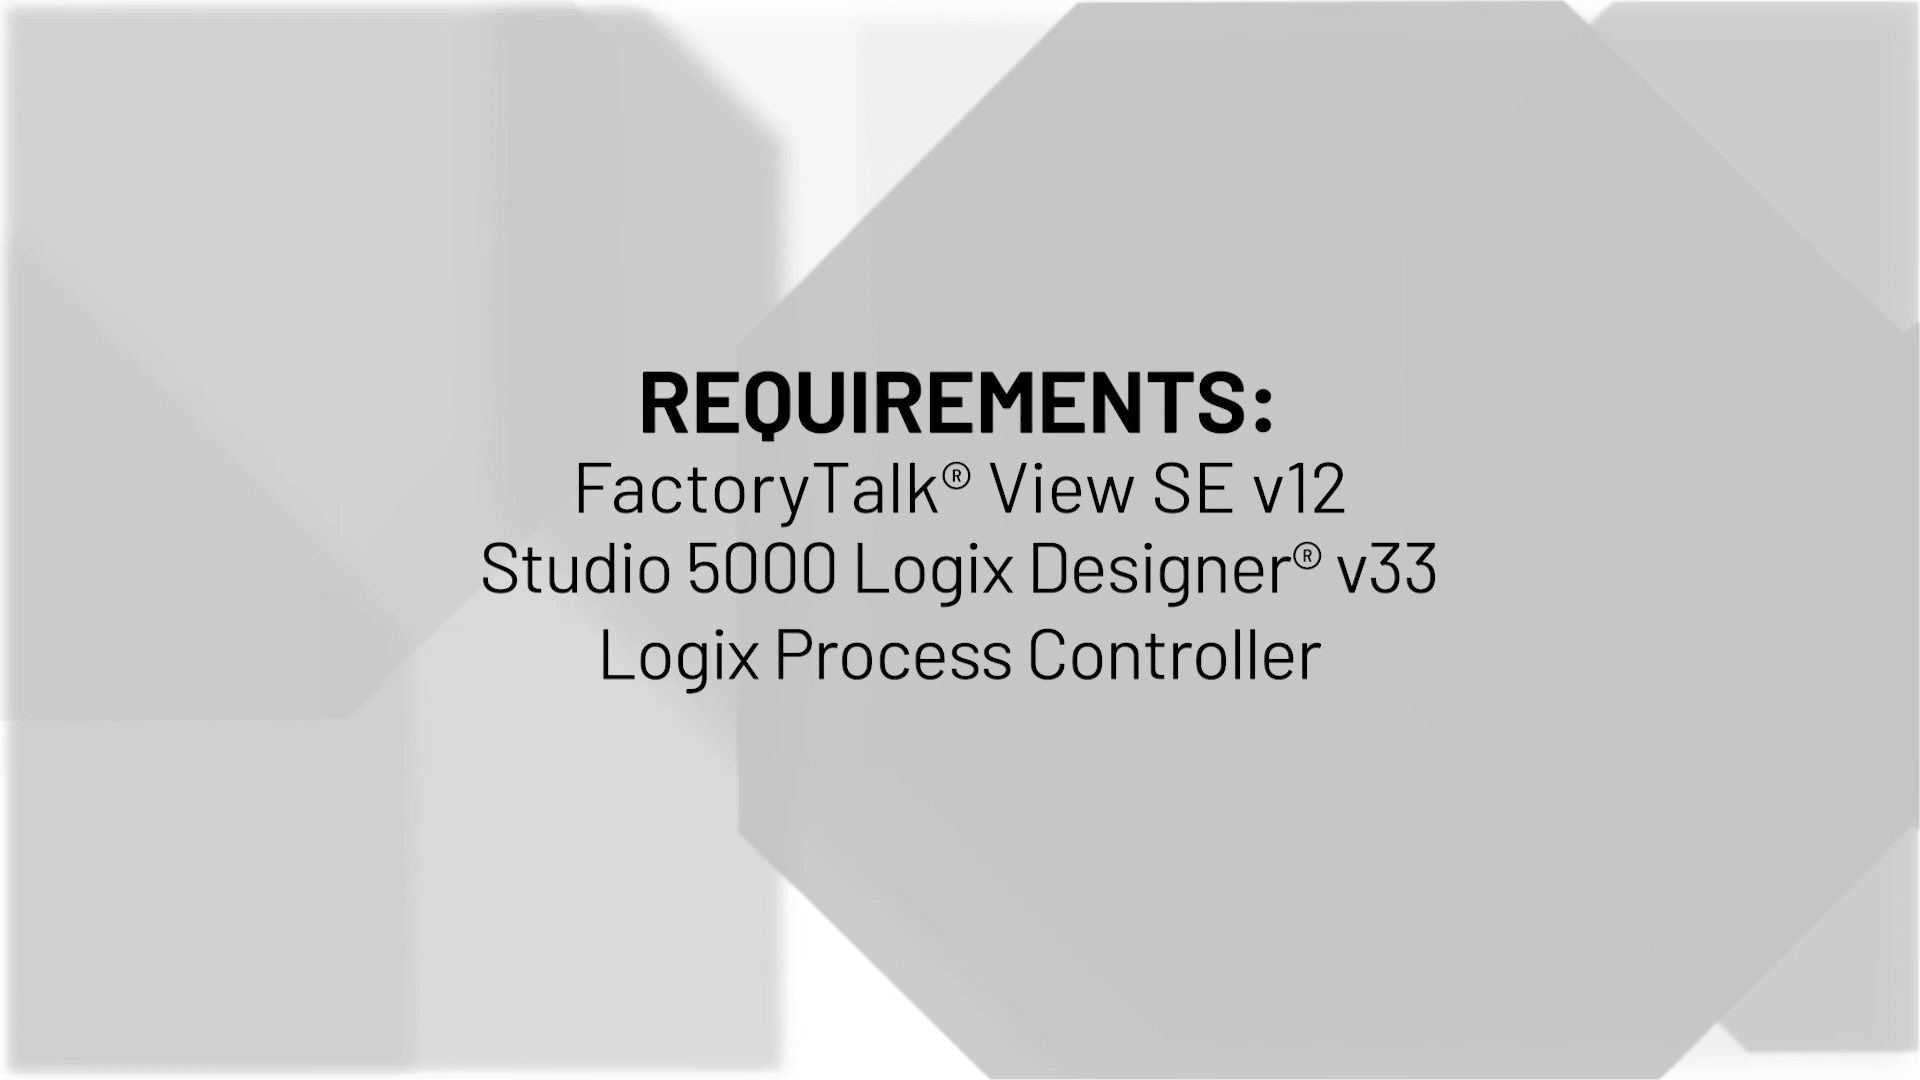 REQUIREMENTS:
FactoryTalk® View SE v12
Studio 5000 Logix Designer® v33
Logix Process Controller